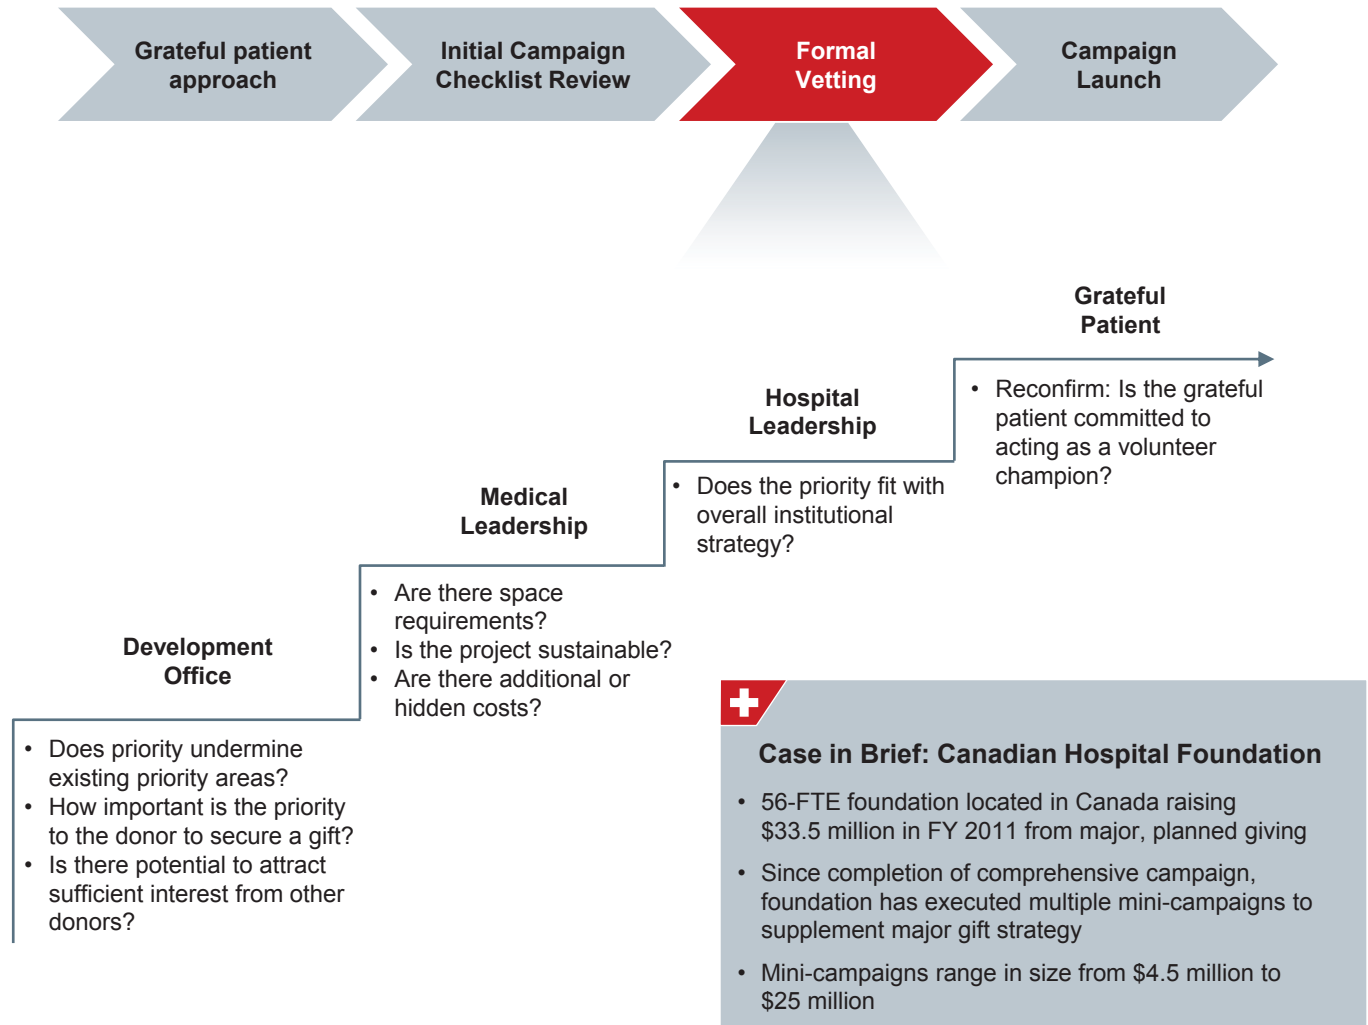 Grateful patient
approach
Initial Campaign
Checklist Review
Formal
Vetting
Campaign
Launch
Grateful
Patient
• Reconfirm: Is the grateful
patient committed to
acting as a volunteer
champion?
Hospital
Leadership
• Does the priority fit with
overall institutional
strategy?
Medical
Leadership
• Are there space
requirements?
• Is the project sustainable?
• Are there additional or
hidden costs?
Development
Office
• Does priority undermine
existing priority areas?
• How important is the priority
to the donor to secure a gift?
• Is there potential to attract
sufficient interest from other
donors?
Case in Brief: Canadian Hospital Foundation
• 56-FTE foundation located in Canada raising
$33.5 million in FY 2011 from major, planned giving
• Since completion of comprehensive campaign,
foundation has executed multiple mini-campaigns to
supplement major gift strategy
• Mini-campaigns range in size from $4.5 million to
$25 million